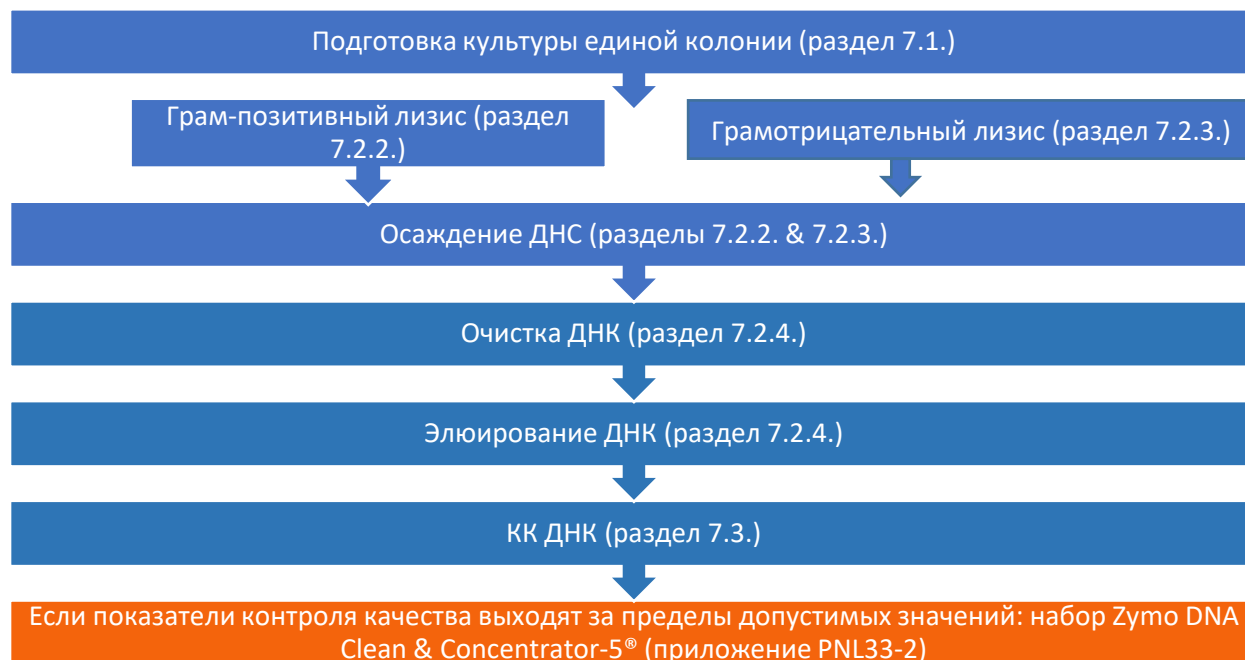 Подготовка культуры единой колонии (раздел 7.1.)
Грам-позитивный лизис (раздел
7.2.2.)
Грамотрицательный лизис (раздел 7.2.3.)
Осаждение ДНС (разделы 7.2.2. & 7.2.3.)
Очистка ДНК (раздел 7.2.4.)
Элюирование ДНК (раздел 7.2.4.)
КК ДНК (раздел 7.3.)
Если показатели контроля качества выходят за пределы допустимых значений: набор Zymo DNA
Clean & Concentrator-5® (приложение PNL33-2)